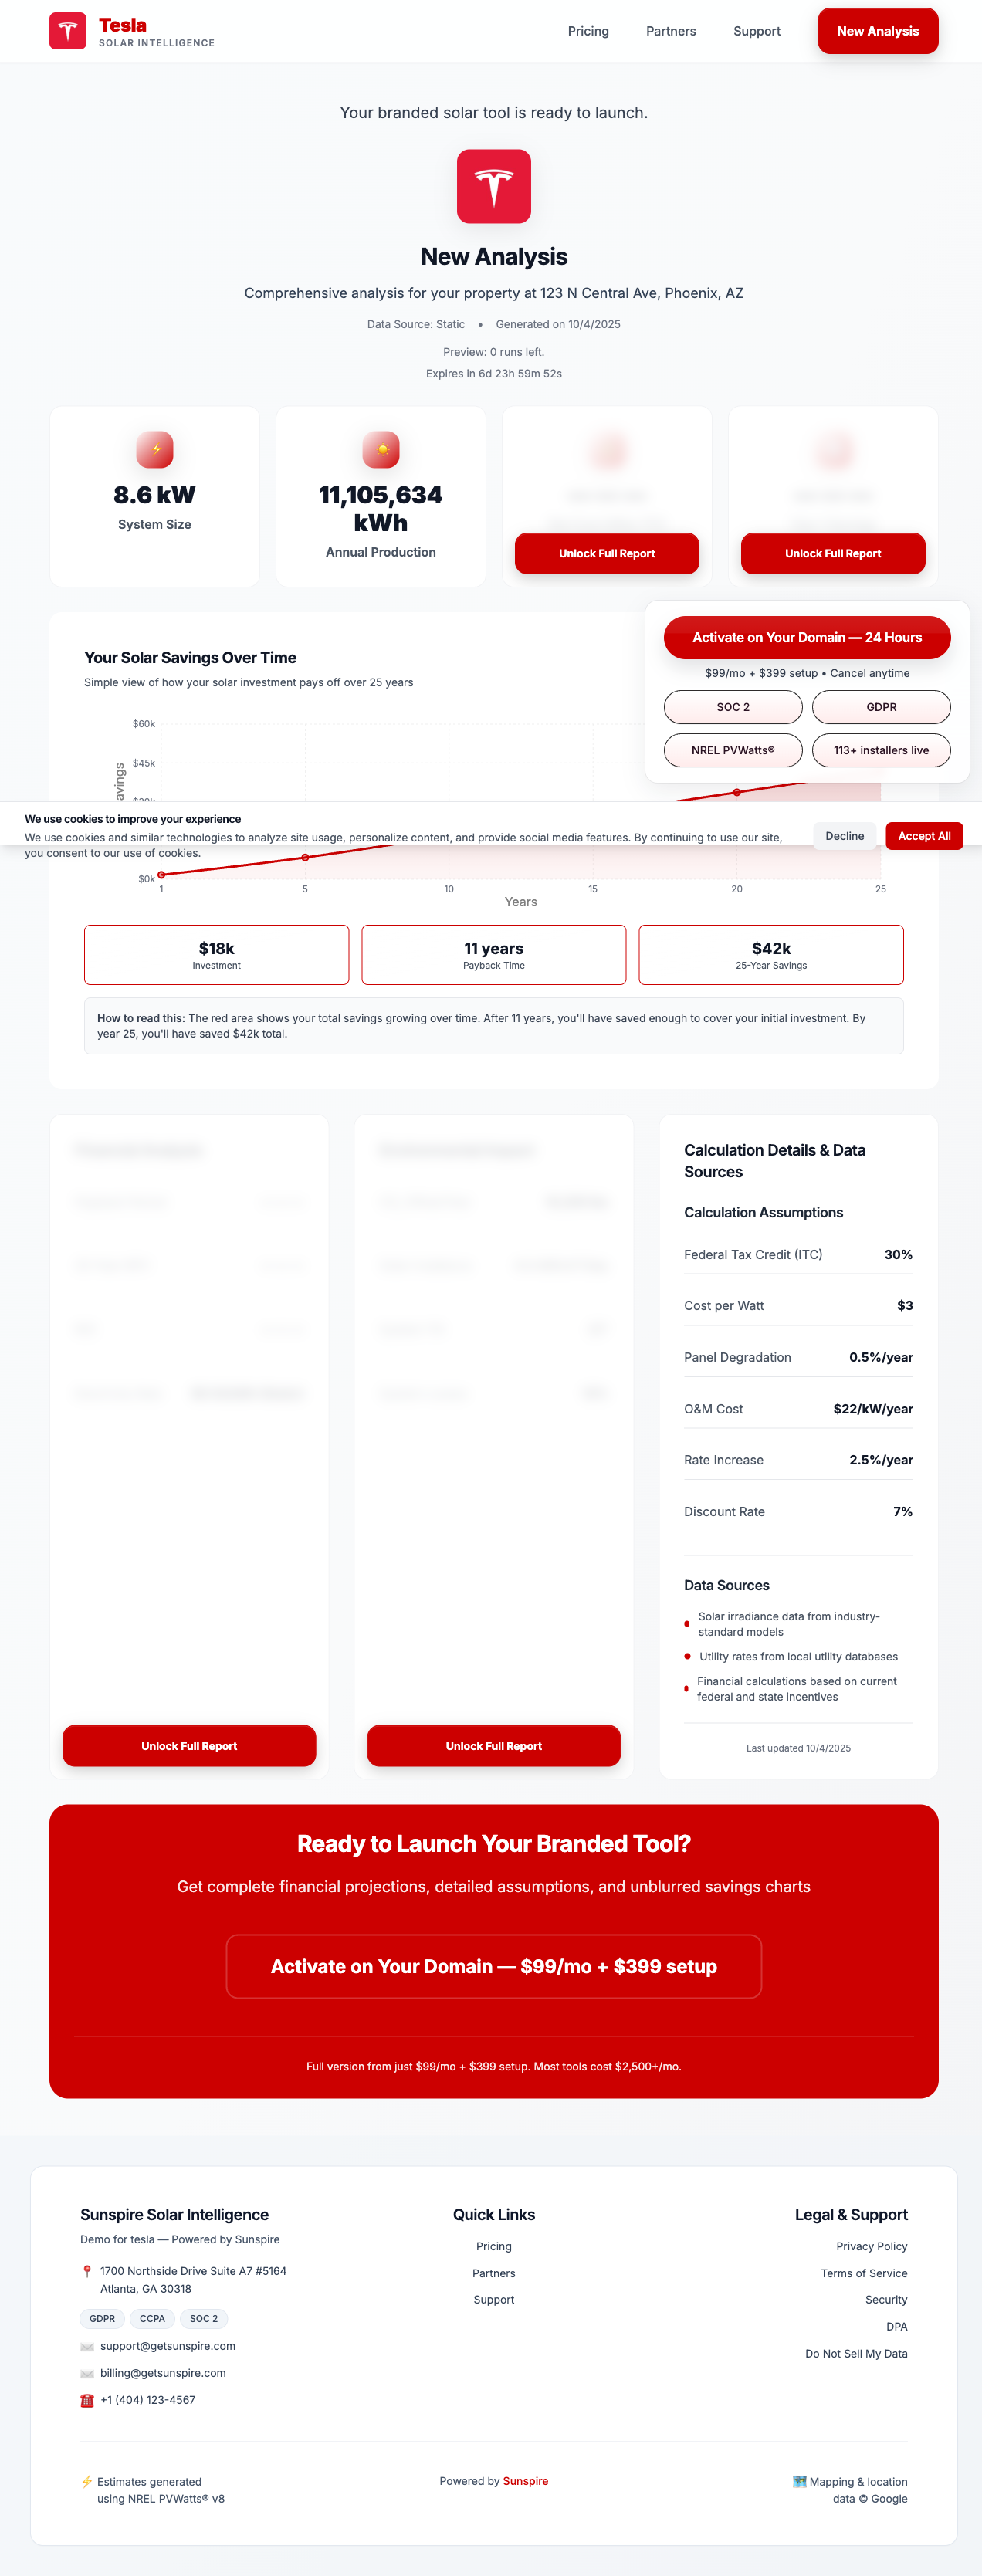 Tesla
SOLAR INTELLIGENCE
Pricing
Partners
Support
New Analysis
Your branded solar tool is ready to launch.
New Analysis
Comprehensive analysis for your property at 123 N Central Ave, Phoenix, AZ
Data Source: Static • Generated on 10/4/2025
Preview: 0 runs left.
Expires in 6d 23h 59m 52s
8.6 kW
System Size
11,105,634
kWh
Annual Production
Unlock Full Report
Unlock Full Report
Activate on Your Domain — 24 Hours
$99/mo + $399 setup • Cancel anytime
SOC 2
GDPR
NREL PVWatts®
113+ installers live
Your Solar Savings Over Time
Simple view of how your solar investment pays off over 25 years
$60k
$45k
avings
We use cookies to improve your experience
We use cookies and similar technologies to analyze site usage, personalize content, and provide social media features. By continuing to use our site,
you consent to our use of cookies.
Decline
Accept All
$0k
1
5
10
15
20
25
Years
$18k
Investment
11 years
Payback Time
$42k
25-Year Savings
How to read this: The red area shows your total savings growing over time. After 11 years, you'll have saved enough to cover your initial investment. By
year 25, you'll have saved $42k total.
Unlock Full Report
Unlock Full Report
Calculation Details & Data
Sources
Calculation Assumptions
Federal Tax Credit (ITC) 30%
Cost per Watt $3
Panel Degradation 0.5%/year
O&M Cost $22/kW/year
Rate Increase 2.5%/year
Discount Rate 7%
Data Sources
Solar irradiance data from industry-
standard models
Utility rates from local utility databases
Financial calculations based on current
federal and state incentives
Last updated 10/4/2025
Ready to Launch Your Branded Tool?
Get complete financial projections, detailed assumptions, and unblurred savings charts
Activate on Your Domain — $99/mo + $399 setup
Full version from just $99/mo + $399 setup. Most tools cost $2,500+/mo.
Sunspire Solar Intelligence
Demo for tesla — Powered by Sunspire
1700 Northside Drive Suite A7 #5164
Atlanta, GA 30318
GDPR
CCPA
SOC 2
support@getsunspire.com
billing@getsunspire.com
+1 (404) 123-4567
Quick Links
Pricing
Partners
Support
Legal & Support
Privacy Policy
Terms of Service
Security
DPA
Do Not Sell My Data
Estimates generated
using NREL PVWatts® v8
Powered by Sunspire
Mapping & location
data © Google